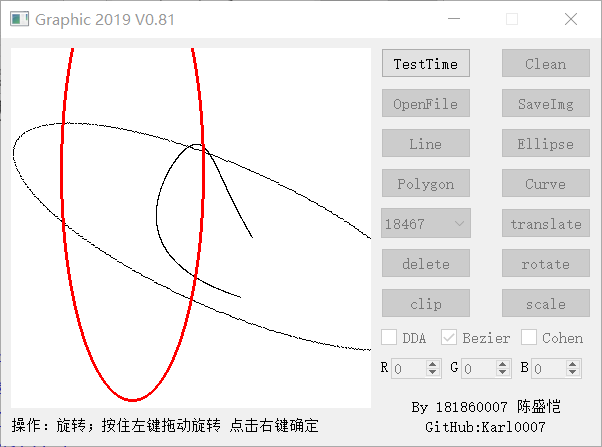 Graphic 2019 V0.81
TestTime Clean
OpenFile SaveImg
Line Ellipse
Polygon Curve
18467 translate
delete rotate
clip scale
DDA Bezier Cohen
R 0 G 0 B 0
By 181860007 陈盛恺
GitHub:Karl0007
操作: 旋转; 按住左键拖动旋转 点击右键确定